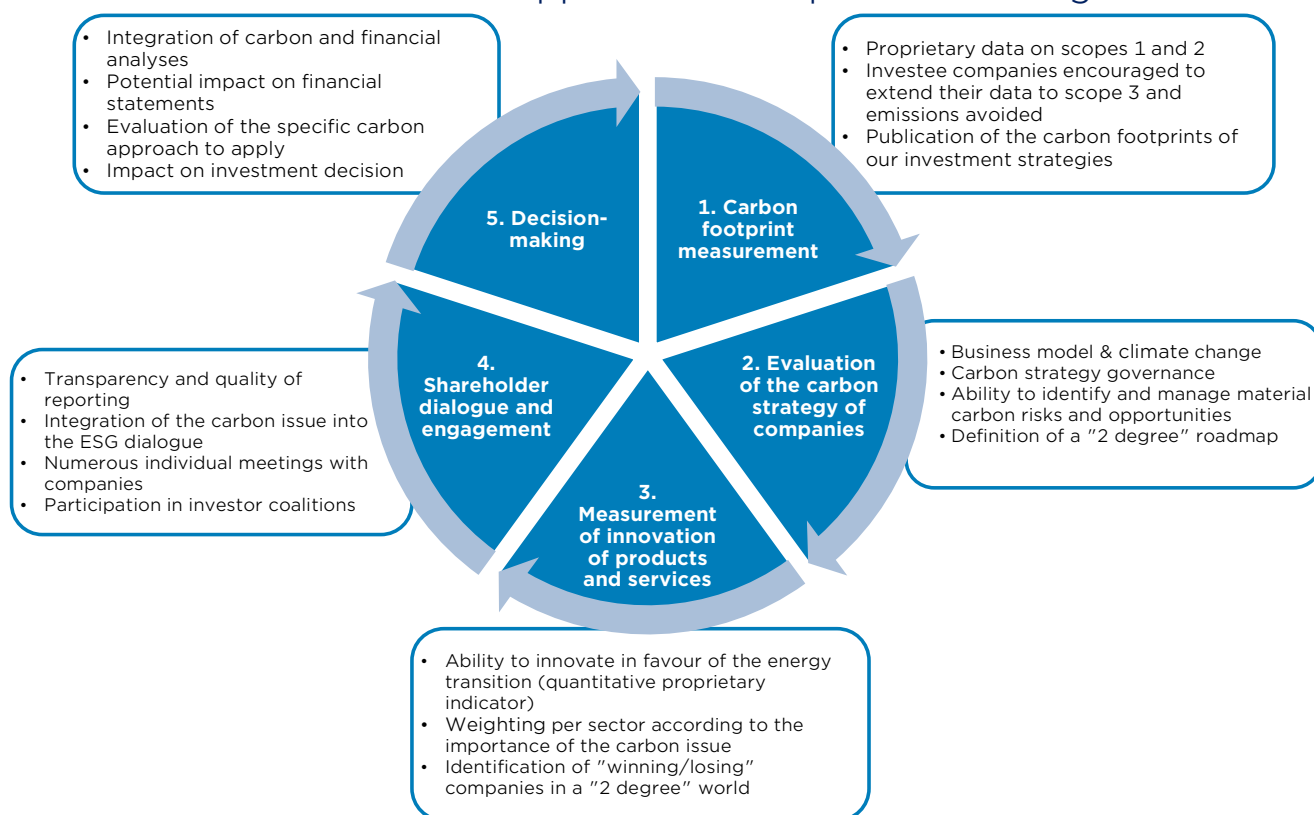 • Integration of carbon and financial
analyses
• Potential impact on financial
statements
• Evaluation of the specific carbon
approach to apply
• Impact on investment decision
• Proprietary data on scopes 1 and 2
• Investee companies encouraged to
extend their data to scope 3 and
emissions avoided
• Publication of the carbon footprints of
our investment strategies
5. Decision-
making
1. Carbon
footprint
measurement
4.
Shareholder
dialogue and
engagement
2. Evaluation
of the carbon
strategy of
companies
3.
Measurement
of innovation
of products
and services
• Transparency and quality of
reporting
• Integration of the carbon issue into
the ESG dialogue
• Numerous individual meetings with
companies
• Participation in investor coalitions
• Business model & climate change
• Carbon strategy governance
• Ability to identify and manage material
carbon risks and opportunities
• Definition of a "2 degree" roadmap
• Ability to innovate in favour of the energy
transition (quantitative proprietary
indicator)
• Weighting per sector according to the
importance of the carbon issue
• Identification of "winning/losing"
companies in a "2 degree" world